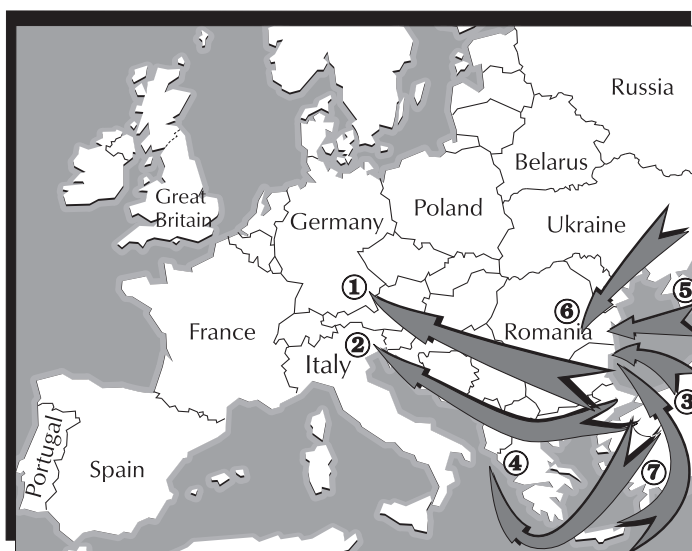 Russia
Belarus
Great
Britain
Germany
Poland
Ukraine
1
5
6
France
Romania
2
Italy
3
Portugal
Spain
4
7